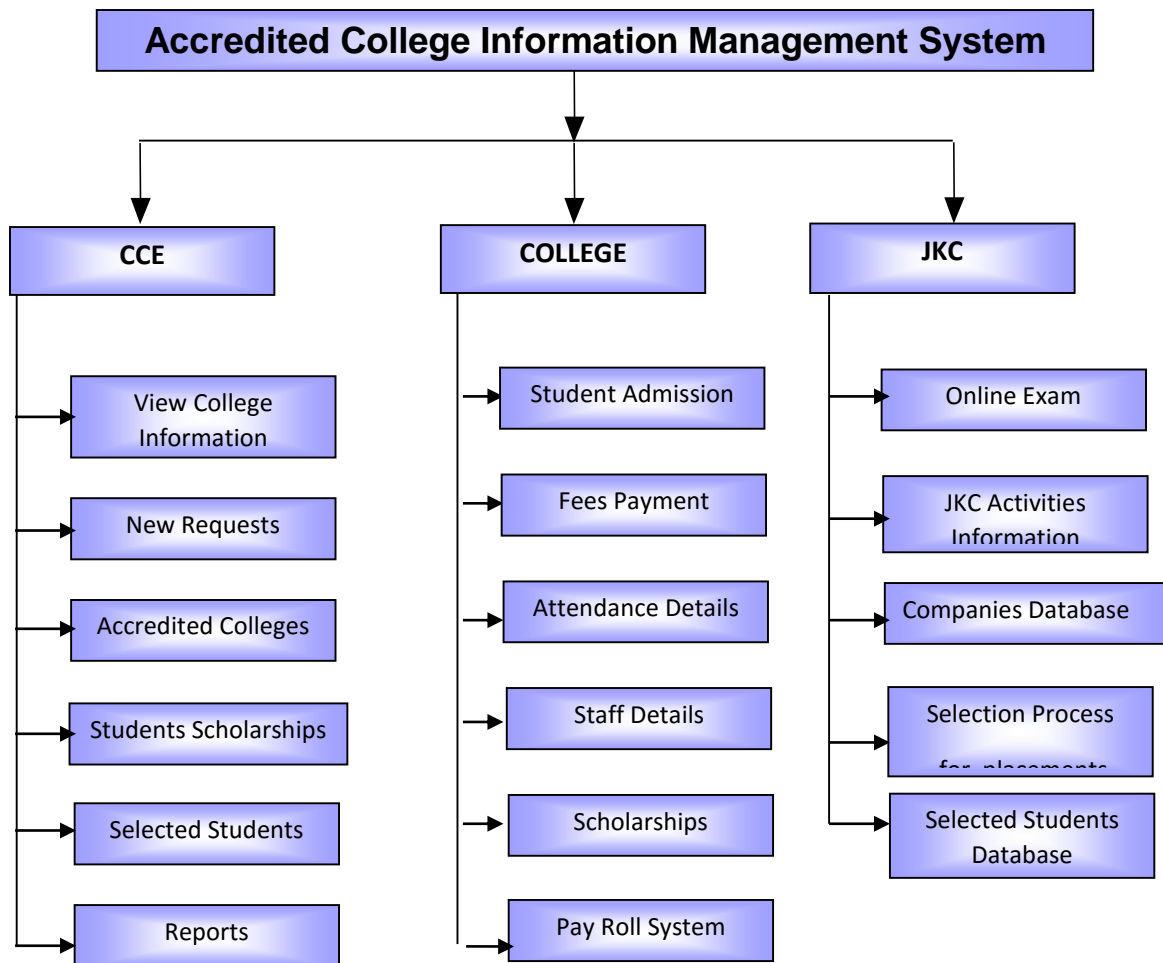 Accredited College Information Management System
CCE
COLLEGE
JKC
View College
Information
New Requests
Accredited Colleges
Students Scholarships
Selected Students
Reports
Student Admission
Fees Payment
Attendance Details
Staff Details
Scholarships
Pay Roll System
Online Exam
JKC Activities
Information
Companies Database
Selection Process
for placements
Selected Students
Database